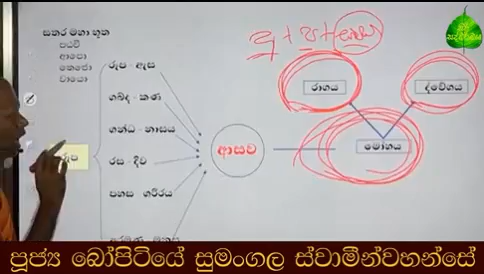 සතර මහා භූත
පඨවි
ආපො
තෙජො
වායො
රූප - ඇස
ශබ්ද - කණ
ගන්ධ - නාසය
රස - දිව
පහස - ශරීරය
රූප
ආසව
රාගය
ද්වේශය
මෝහය
පූජ්‍ය බෝපිටියේ සුමංගල ස්වාමීන්වහන්සේ